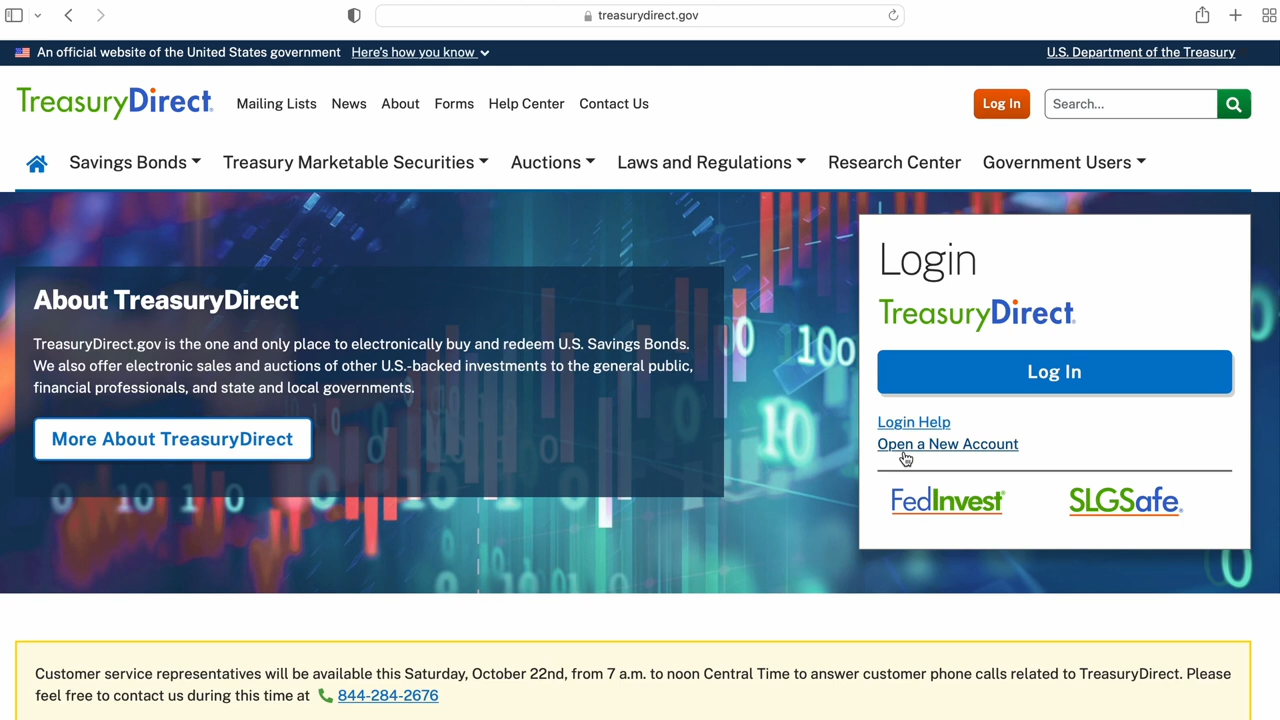 treasurydirect.gov
An official website of the United States government Here's how you know
U.S. Department of the Treasury
TreasuryDirect® Mailing Lists News About Forms Help Center Contact Us Log In Search...
Savings Bonds Treasury Marketable Securities Auctions Laws and Regulations Research Center Government Users
Login
TreasuryDirect®
Log In
Login Help
Open a New Account
FedInvest® SLGSafe®
About TreasuryDirect
TreasuryDirect.gov is the one and only place to electronically buy and redeem U.S. Savings Bonds.
We also offer electronic sales and auctions of other U.S.-backed investments to the general public,
financial professionals, and state and local governments.
More About TreasuryDirect
Customer service representatives will be available this Saturday, October 22nd, from 7 a.m. to noon Central Time to answer customer phone calls related to TreasuryDirect. Please
feel free to contact us during this time at 844-284-2676